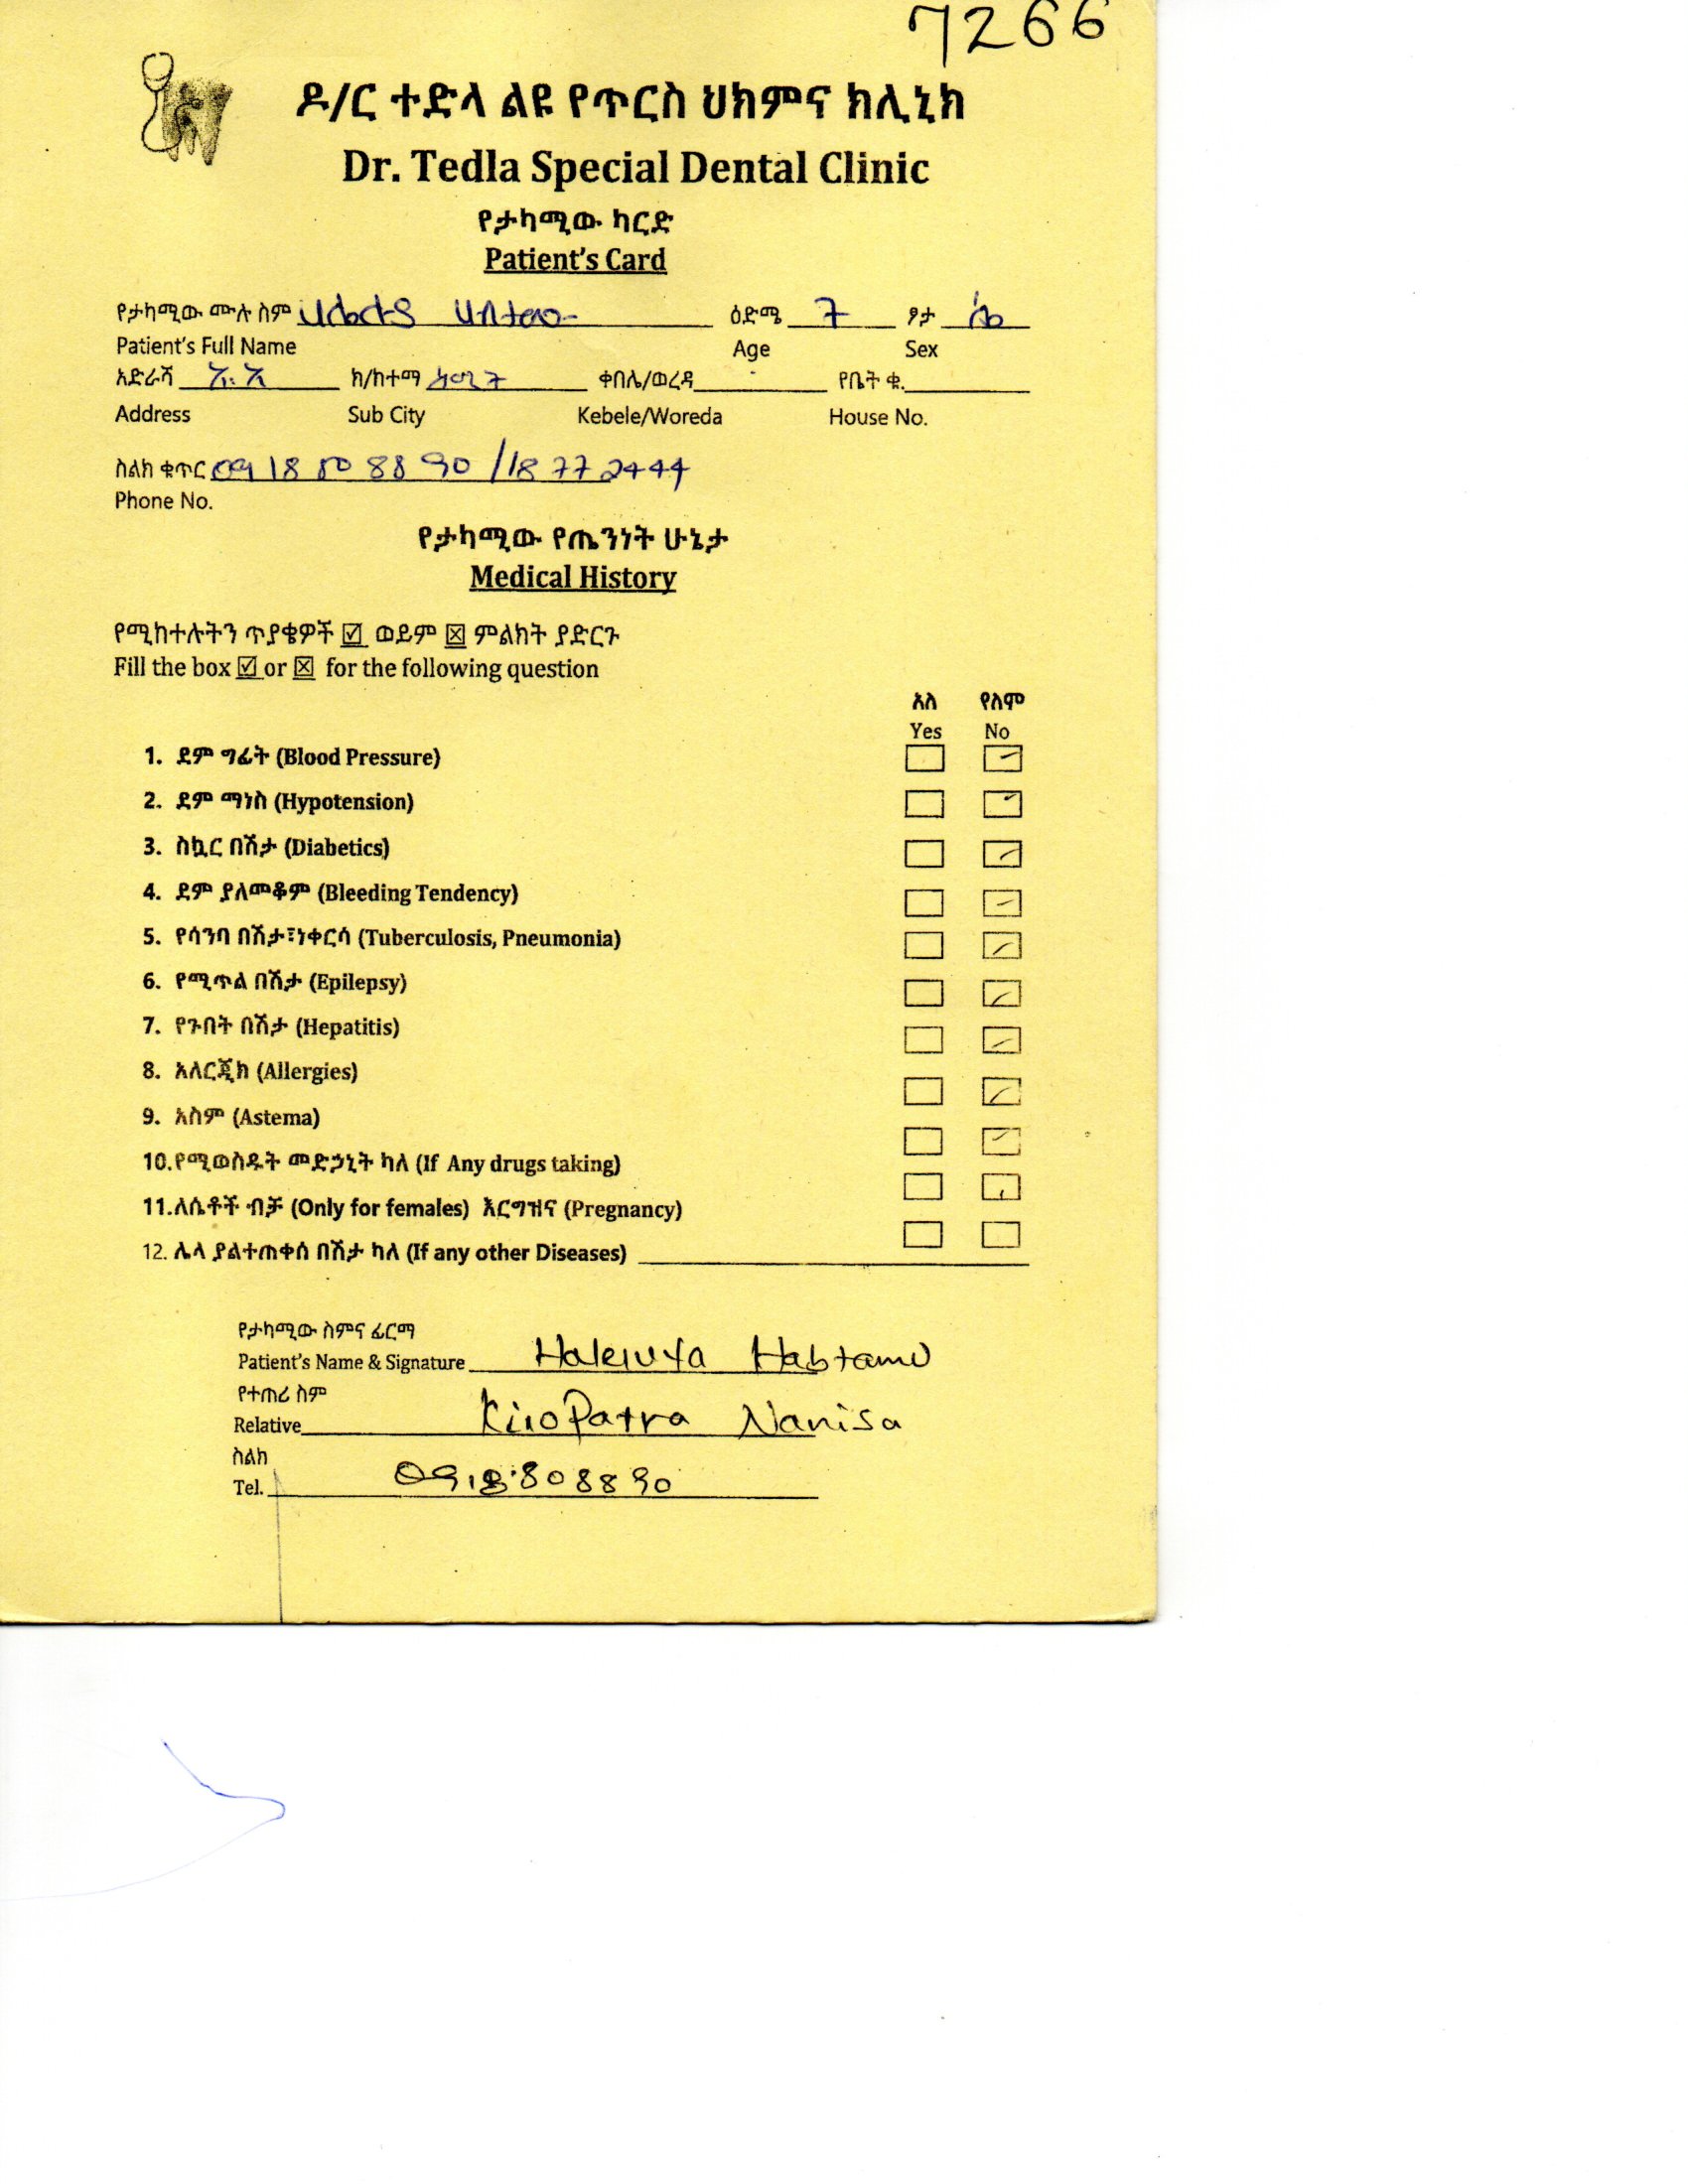 7266
ዶ/ር ተድላ ልዩ የጥርስ ህክምና ክሊኒክ
Dr. Tedla Special Dental Clinic
የታካሚው ካርድ
Patient's Card
የታካሚው ሙሉ ስም ዕድሜ 7 ፆታ ሴ
Patient's Full Name Age Sex
አድራሻ አ.አ ክ/ከተማ ቀበሌ/ወረዳ የቤት ቁ.
Address Sub City Kebele/Woreda House No.
ስልክ ቁጥር 09 18 80 88 90 /18 77 2444
Phone No.
የታካሚው የጤንነት ሁኔታ
Medical History
የሚከተሉትን ጥያቄዎች ☑ ወይም ☒ ምልክት ያድርጉ
Fill the box ☑ or ☒ for the following question
አለ የለም
Yes No
1. ደም ግፊት (Blood Pressure)
2. ደም ማነስ (Hypotension)
3. ስኳር በሽታ (Diabetics)
4. ደም ያለመቆም (Bleeding Tendency)
5. የሳንባ በሽታ፣ነቀርሳ (Tuberculosis, Pneumonia)
6. የሚጥል በሽታ (Epilepsy)
7. የጉበት በሽታ (Hepatitis)
8. አለርጂክ (Allergies)
9. አስም (Astema)
10.የሚወስዱት መድኃኒት ካለ (If Any drugs taking)
11.ለሴቶች ብቻ (Only for females) እርግዝና (Pregnancy)
12. ሌላ ያልተጠቀሰ በሽታ ካለ (If any other Diseases)
የታካሚው ስምና ፊርማ
Patient's Name & Signature Haleluya Habtamu
የተጠሪ ስም
Relative KiloPatra Nanisa
ስልክ
Tel. 0918808890